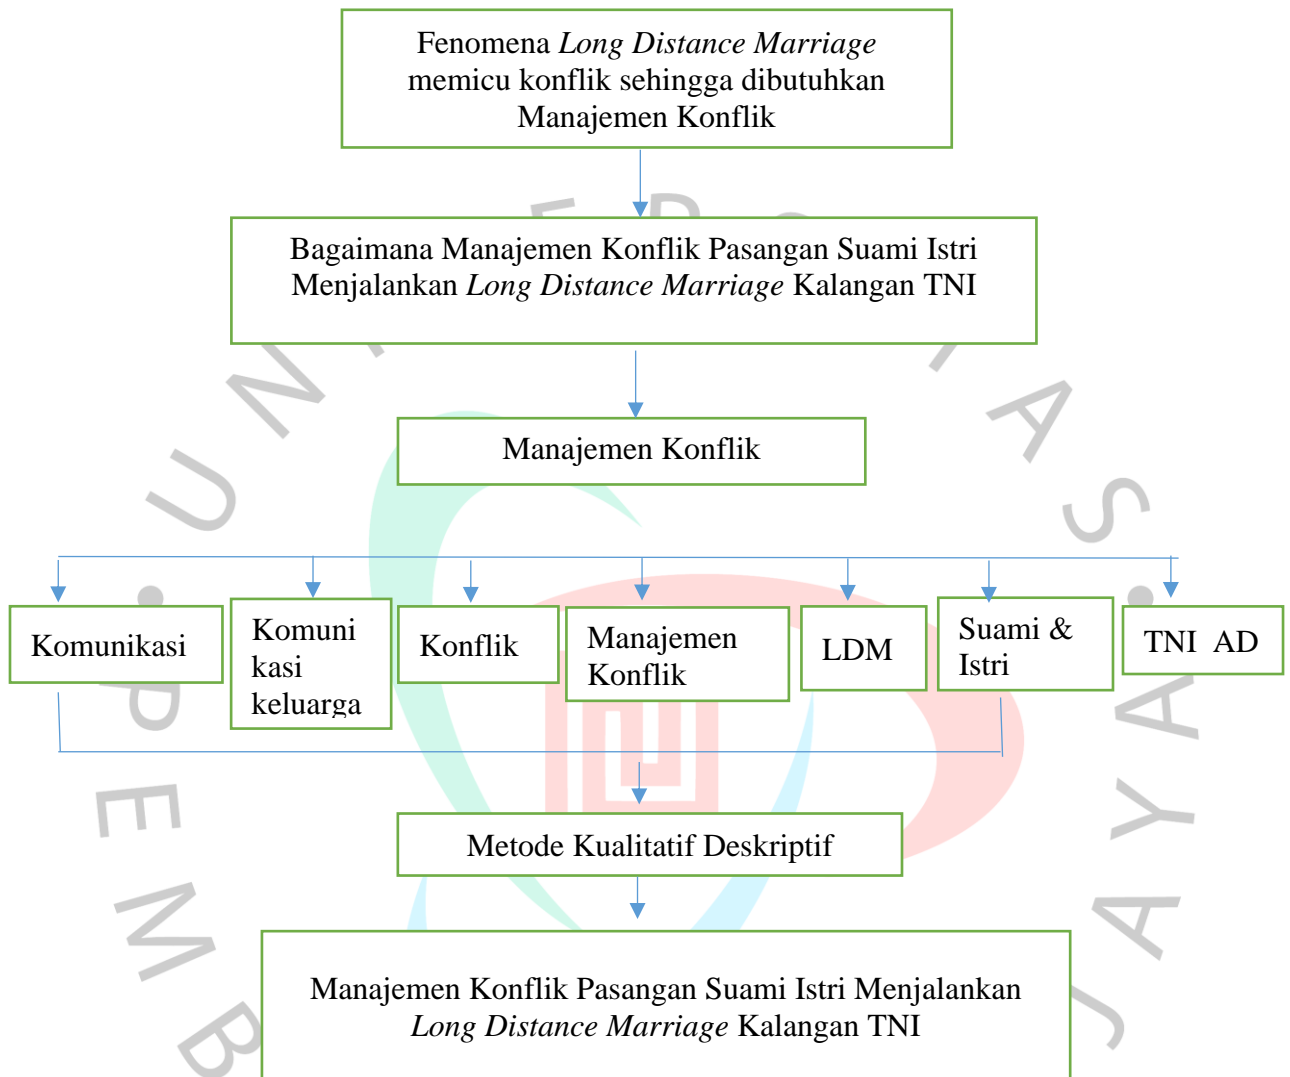 Fenomena Long Distance Marriage
memicu konflik sehingga dibutuhkan
Manajemen Konflik
Bagaimana Manajemen Konflik Pasangan Suami Istri
Menjalankan Long Distance Marriage Kalangan TNI
Manajemen Konflik
Komunikasi
Komuni
kasi
keluarga
Konflik
Manajemen
Konflik
LDM
Suami &
Istri
TNI AD
Metode Kualitatif Deskriptif
Manajemen Konflik Pasangan Suami Istri Menjalankan
Long Distance Marriage Kalangan TNI